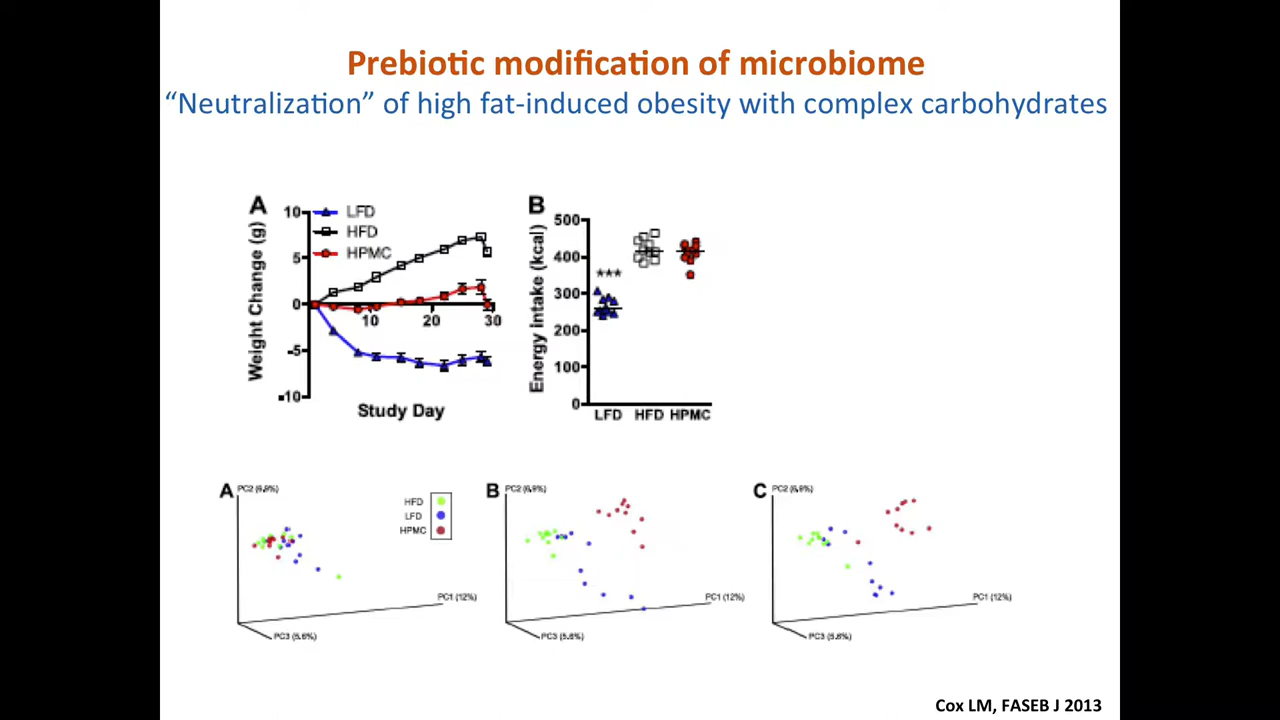 Prebiotic modification of microbiome
“Neutralization” of high fat-induced obesity with complex carbohydrates
A
Weight Change (g)
10
5
0
-5
-10
10
20
30
LFD
HFD
HPMC
Study Day
B
Energy intake (kcal)
500
400
300
200
100
0
***
LFD HFD HPMC
A
PC2 (6.9%)
HFD
LFD
HPMC
PC1 (12%)
PC3 (5.6%)
B
PC2 (6.9%)
PC1 (12%)
PC3 (5.6%)
C
PC2 (6.9%)
PC1 (12%)
PC3 (5.6%)
Cox LM, FASEB J 2013